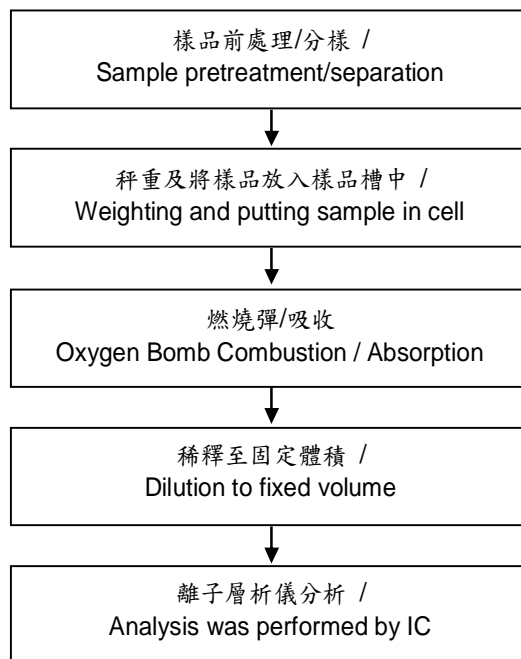 樣品前處理/分樣 /
Sample pretreatment/separation
秤重及將樣品放入樣品槽中 /
Weighting and putting sample in cell
燃燒彈/吸收
Oxygen Bomb Combustion / Absorption
稀釋至固定體積 /
Dilution to fixed volume
離子層析儀分析 /
Analysis was performed by IC